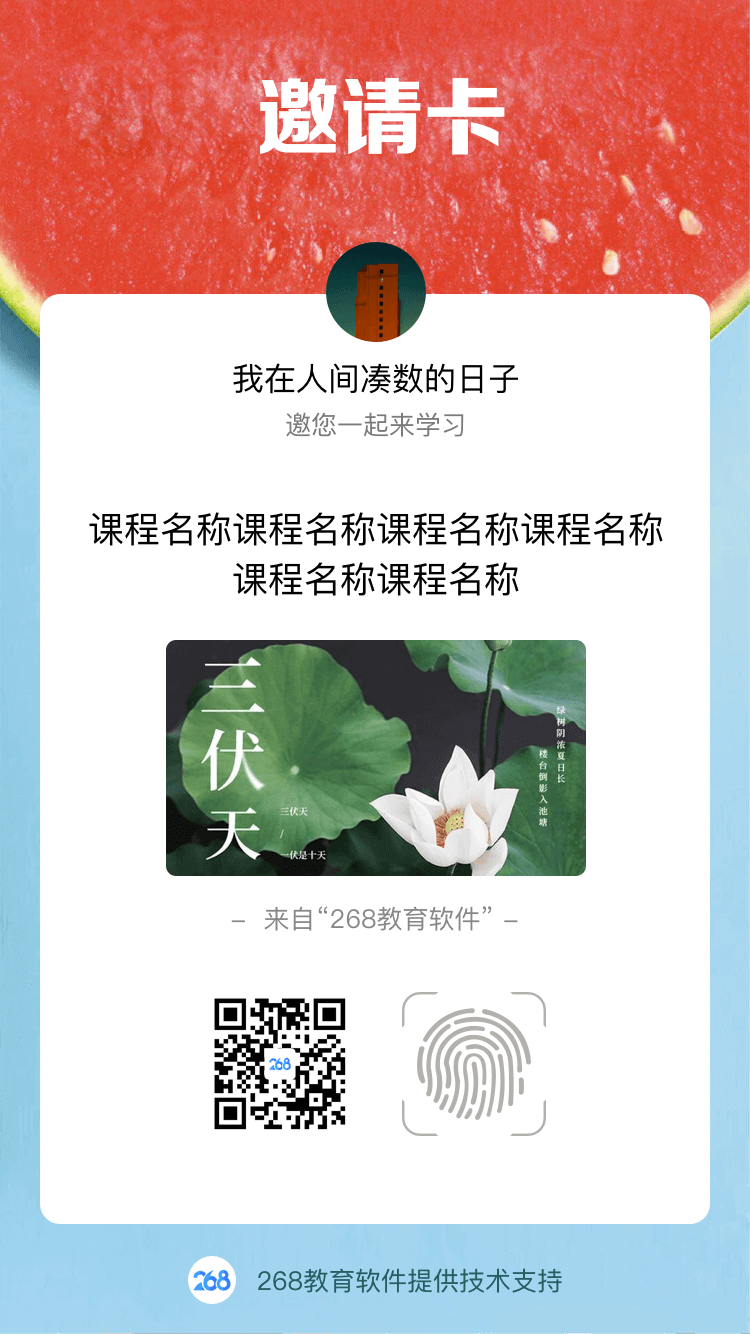 邀请卡
我在人间凑数的日子
邀您一起来学习
课程名称课程名称课程名称课程名称
课程名称课程名称
三伏天
三伏天
/
一伏是十天
绿树阴浓夏日长
楼台倒影入池塘
– 来自“268教育软件” –
268
268
268教育软件提供技术支持